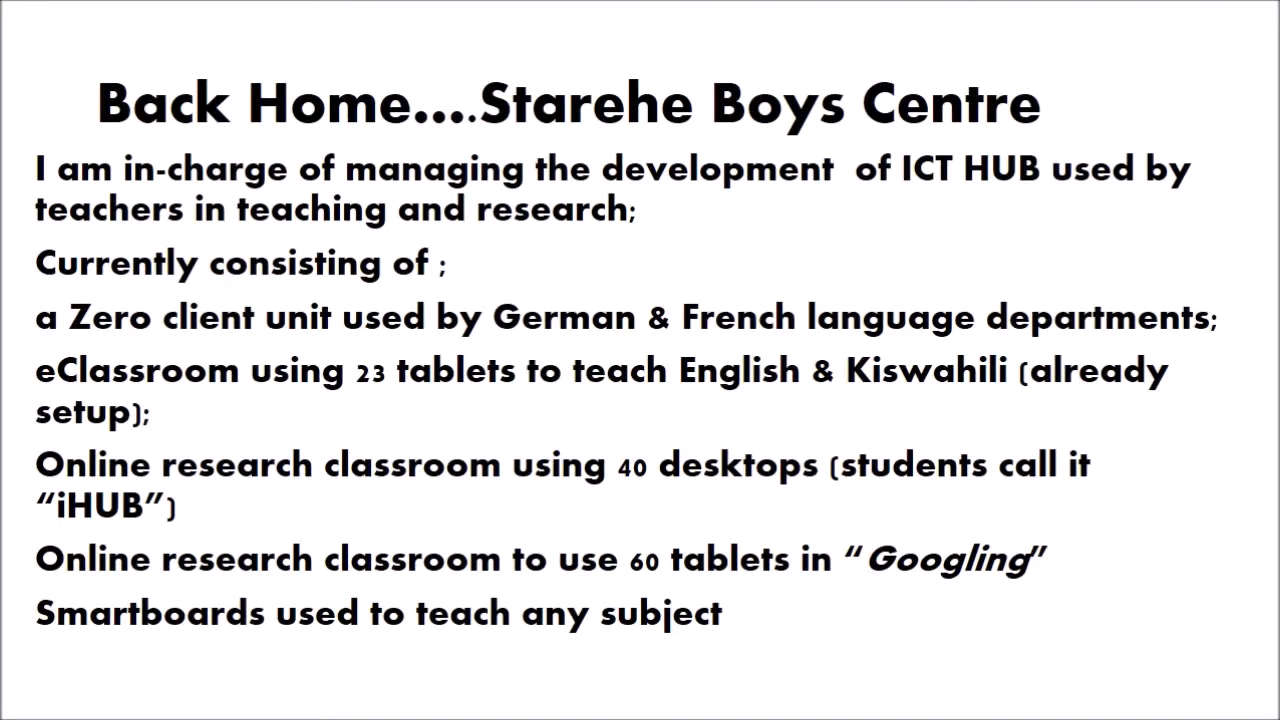 Back Home....Starehe Boys Centre
I am in-charge of managing the development  of ICT HUB used by
teachers in teaching and research;
Currently consisting of ;
a Zero client unit used by German & French language departments;
eClassroom using 23 tablets to teach English & Kiswahili (already
setup);
Online research classroom using 40 desktops (students call it
“iHUB”)
Online research classroom to use 60 tablets in “Googling”
Smartboards used to teach any subject